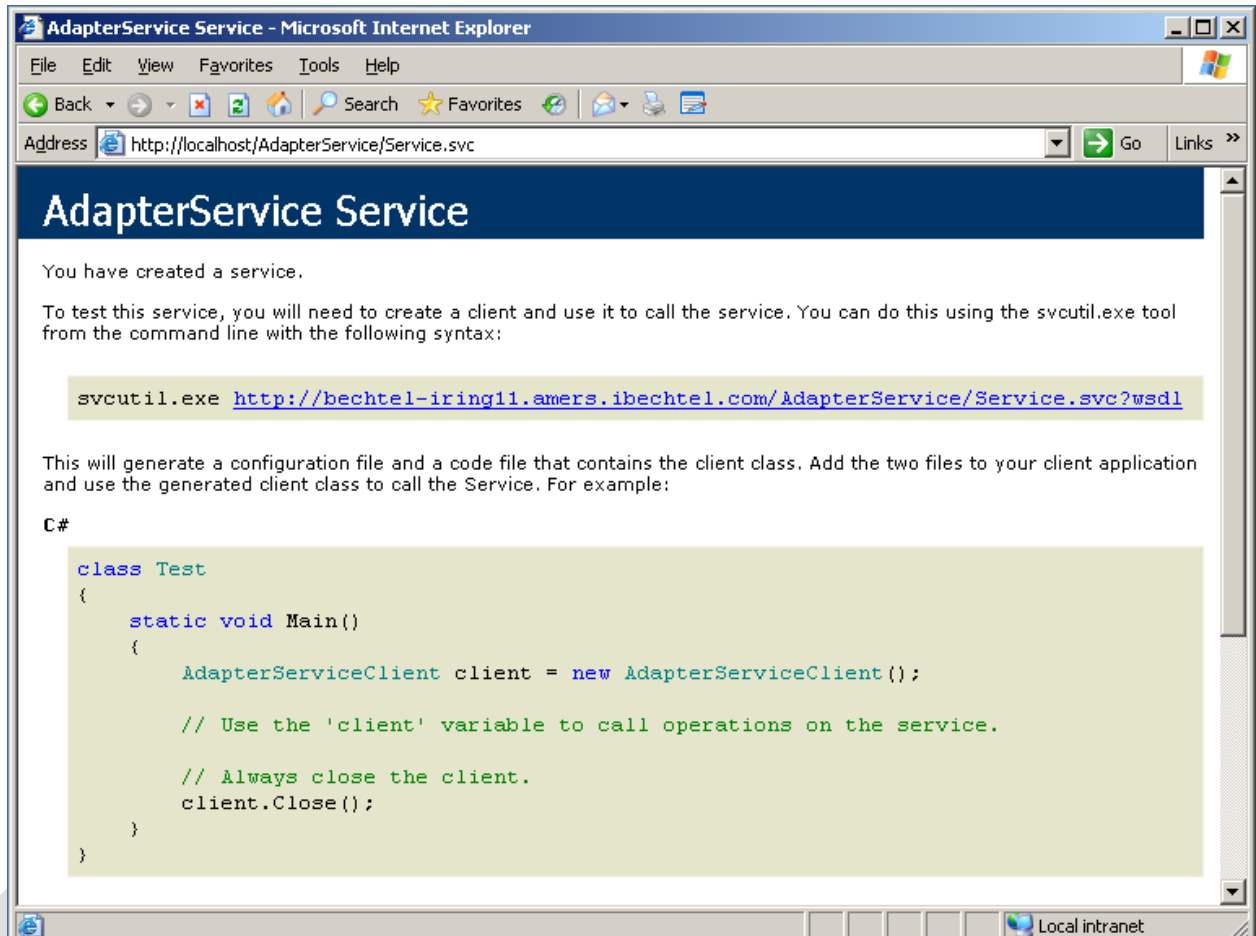 AdapterService Service - Microsoft Internet Explorer
File Edit View Favorites Tools Help
Back Search Favorites
Address http://localhost/AdapterService/Service.svc Go Links »
AdapterService Service
You have created a service.
To test this service, you will need to create a client and use it to call the service. You can do this using the svcutil.exe tool
from the command line with the following syntax:
svcutil.exe http://bechtel-iring11.amers.ibechtel.com/AdapterService/Service.svc?wsdl
This will generate a configuration file and a code file that contains the client class. Add the two files to your client application
and use the generated client class to call the Service. For example:
C#
class Test
{
static void Main()
{
AdapterServiceClient client = new AdapterServiceClient();
// Use the 'client' variable to call operations on the service.
// Always close the client.
client.Close();
}
}
Local intranet